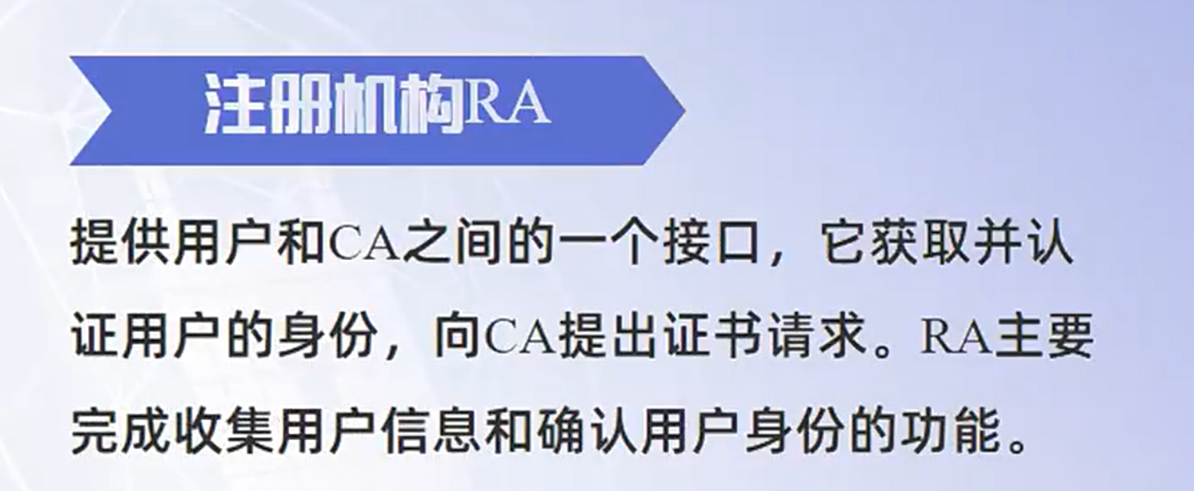 注册机构RA
提供用户和CA之间的一个接口，它获取并认
证用户的身份，向CA提出证书请求。RA主要
完成收集用户信息和确认用户身份的功能。